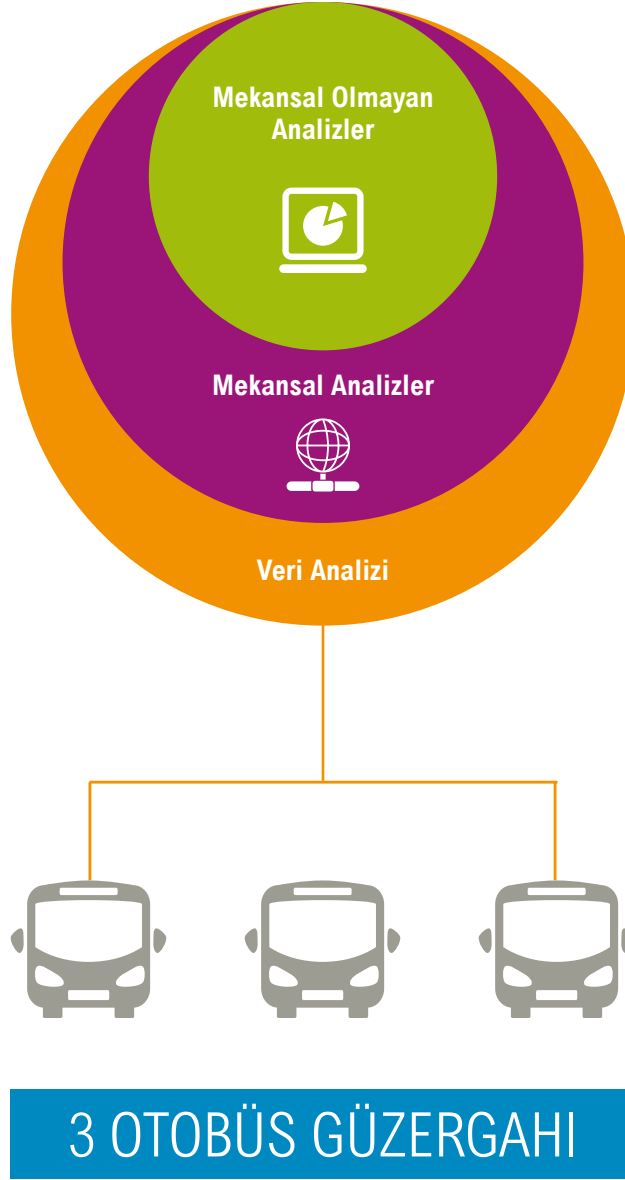 Mekansal Olmayan
Analizler
Mekansal Analizler
Veri Analizi
3 OTOBÜS GÜZERGAHI